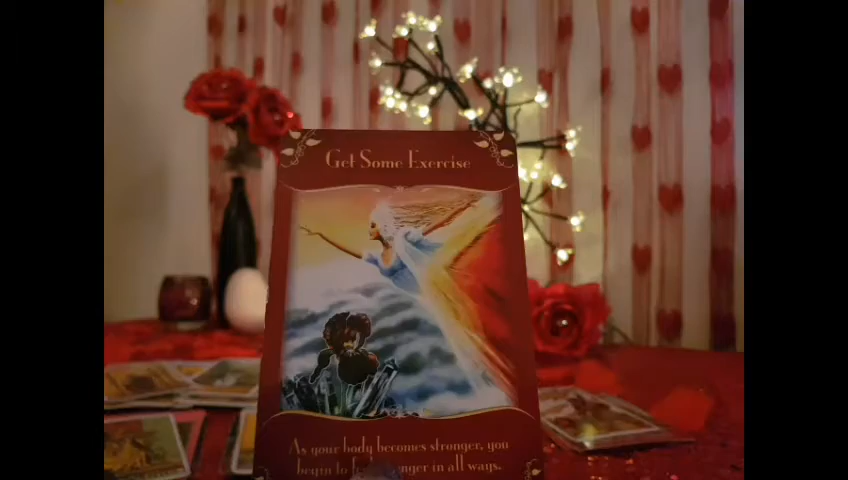 Get Some Exercise
As your body becomes stronger, you
begin to in all ways.